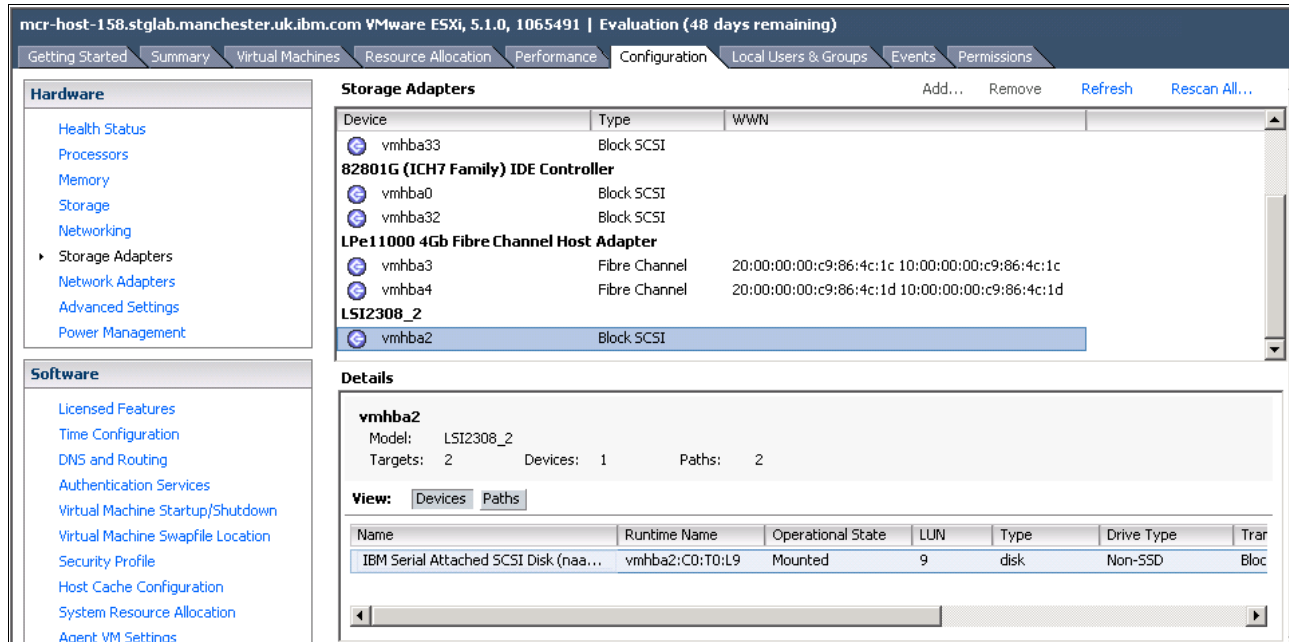 mcr-host-158.stglab.manchester.uk.ibm.com VMware ESXi, 5.1.0, 1065491 | Evaluation (48 days remaining)
Getting Started Summary Virtual Machines Resource Allocation Performance Configuration Local Users & Groups Events Permissions
Hardware
Health Status
Processors
Memory
Storage
Networking
Storage Adapters
Network Adapters
Advanced Settings
Power Management
Software
Licensed Features
Time Configuration
DNS and Routing
Authentication Services
Virtual Machine Startup/Shutdown
Virtual Machine Swapfile Location
Security Profile
Host Cache Configuration
System Resource Allocation
Agent VM Settings
Storage Adapters Add... Remove Refresh Rescan All...
Device Type WWN
vmhba33 Block SCSI
82801G (ICH7 Family) IDE Controller
vmhba0 Block SCSI
vmhba32 Block SCSI
LPe11000 4Gb Fibre Channel Host Adapter
vmhba3 Fibre Channel 20:00:00:00:c9:86:4c:1c 10:00:00:00:c9:86:4c:1c
vmhba4 Fibre Channel 20:00:00:00:c9:86:4c:1d 10:00:00:00:c9:86:4c:1d
LSI2308_2
vmhba2 Block SCSI
Details
vmhba2
Model: LSI2308_2
Targets: 2 Devices: 1 Paths: 2
View: Devices Paths
Name Runtime Name Operational State LUN Type Drive Type Tran
IBM Serial Attached SCSI Disk (naa... vmhba2:C0:T0:L9 Mounted 9 disk Non-SSD Bloc